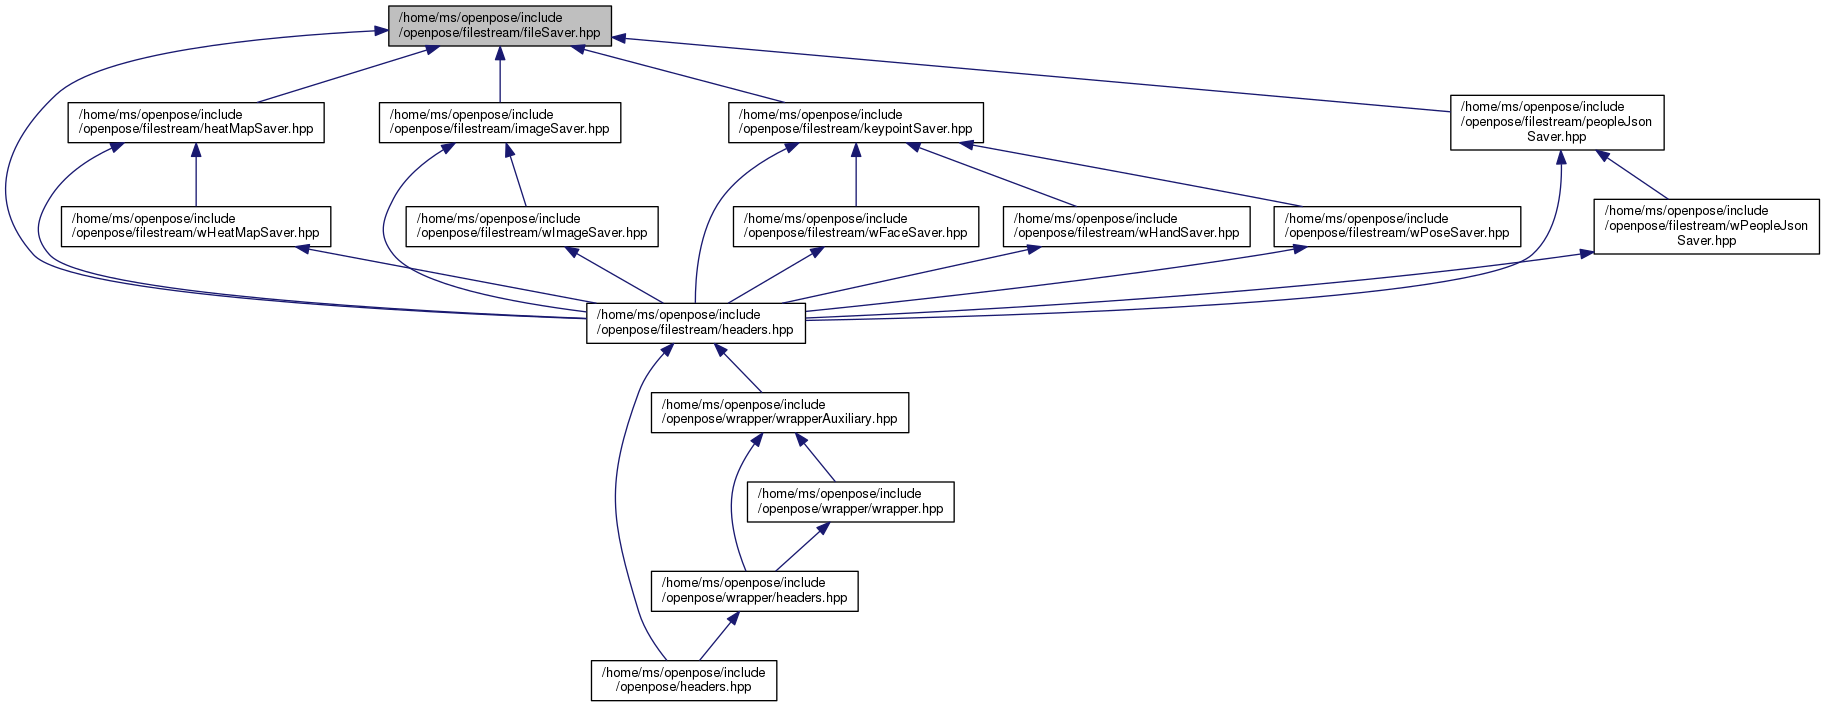 /home/ms/openpose/include
/openpose/filestream/fileSaver.hpp
/home/ms/openpose/include
/openpose/filestream/heatMapSaver.hpp
/home/ms/openpose/include
/openpose/filestream/imageSaver.hpp
/home/ms/openpose/include
/openpose/filestream/keypointSaver.hpp
/home/ms/openpose/include
/openpose/filestream/peopleJson
Saver.hpp
/home/ms/openpose/include
/openpose/filestream/wHeatMapSaver.hpp
/home/ms/openpose/include
/openpose/filestream/wImageSaver.hpp
/home/ms/openpose/include
/openpose/filestream/wFaceSaver.hpp
/home/ms/openpose/include
/openpose/filestream/wHandSaver.hpp
/home/ms/openpose/include
/openpose/filestream/wPoseSaver.hpp
/home/ms/openpose/include
/openpose/filestream/wPeopleJson
Saver.hpp
/home/ms/openpose/include
/openpose/filestream/headers.hpp
/home/ms/openpose/include
/openpose/wrapper/wrapperAuxiliary.hpp
/home/ms/openpose/include
/openpose/wrapper/wrapper.hpp
/home/ms/openpose/include
/openpose/wrapper/headers.hpp
/home/ms/openpose/include
/openpose/headers.hpp